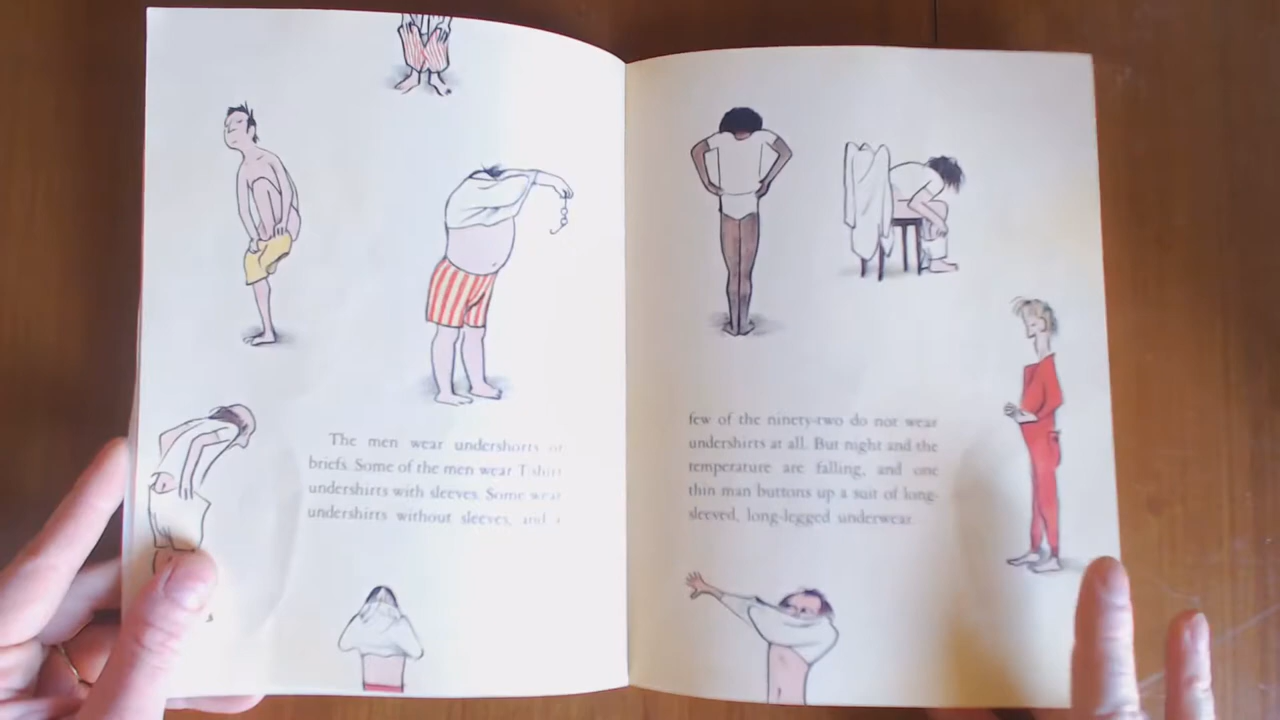 The men wear undershorts or
briefs. Some of the men wear T-shirt
undershirts with sleeves. Some wear
undershirts without sleeves, and a
few of the ninety-two do not wear
undershirts at all. But night and the
temperature are falling, and one
thin man buttons up a suit of long-
sleeved, long-legged underwear.